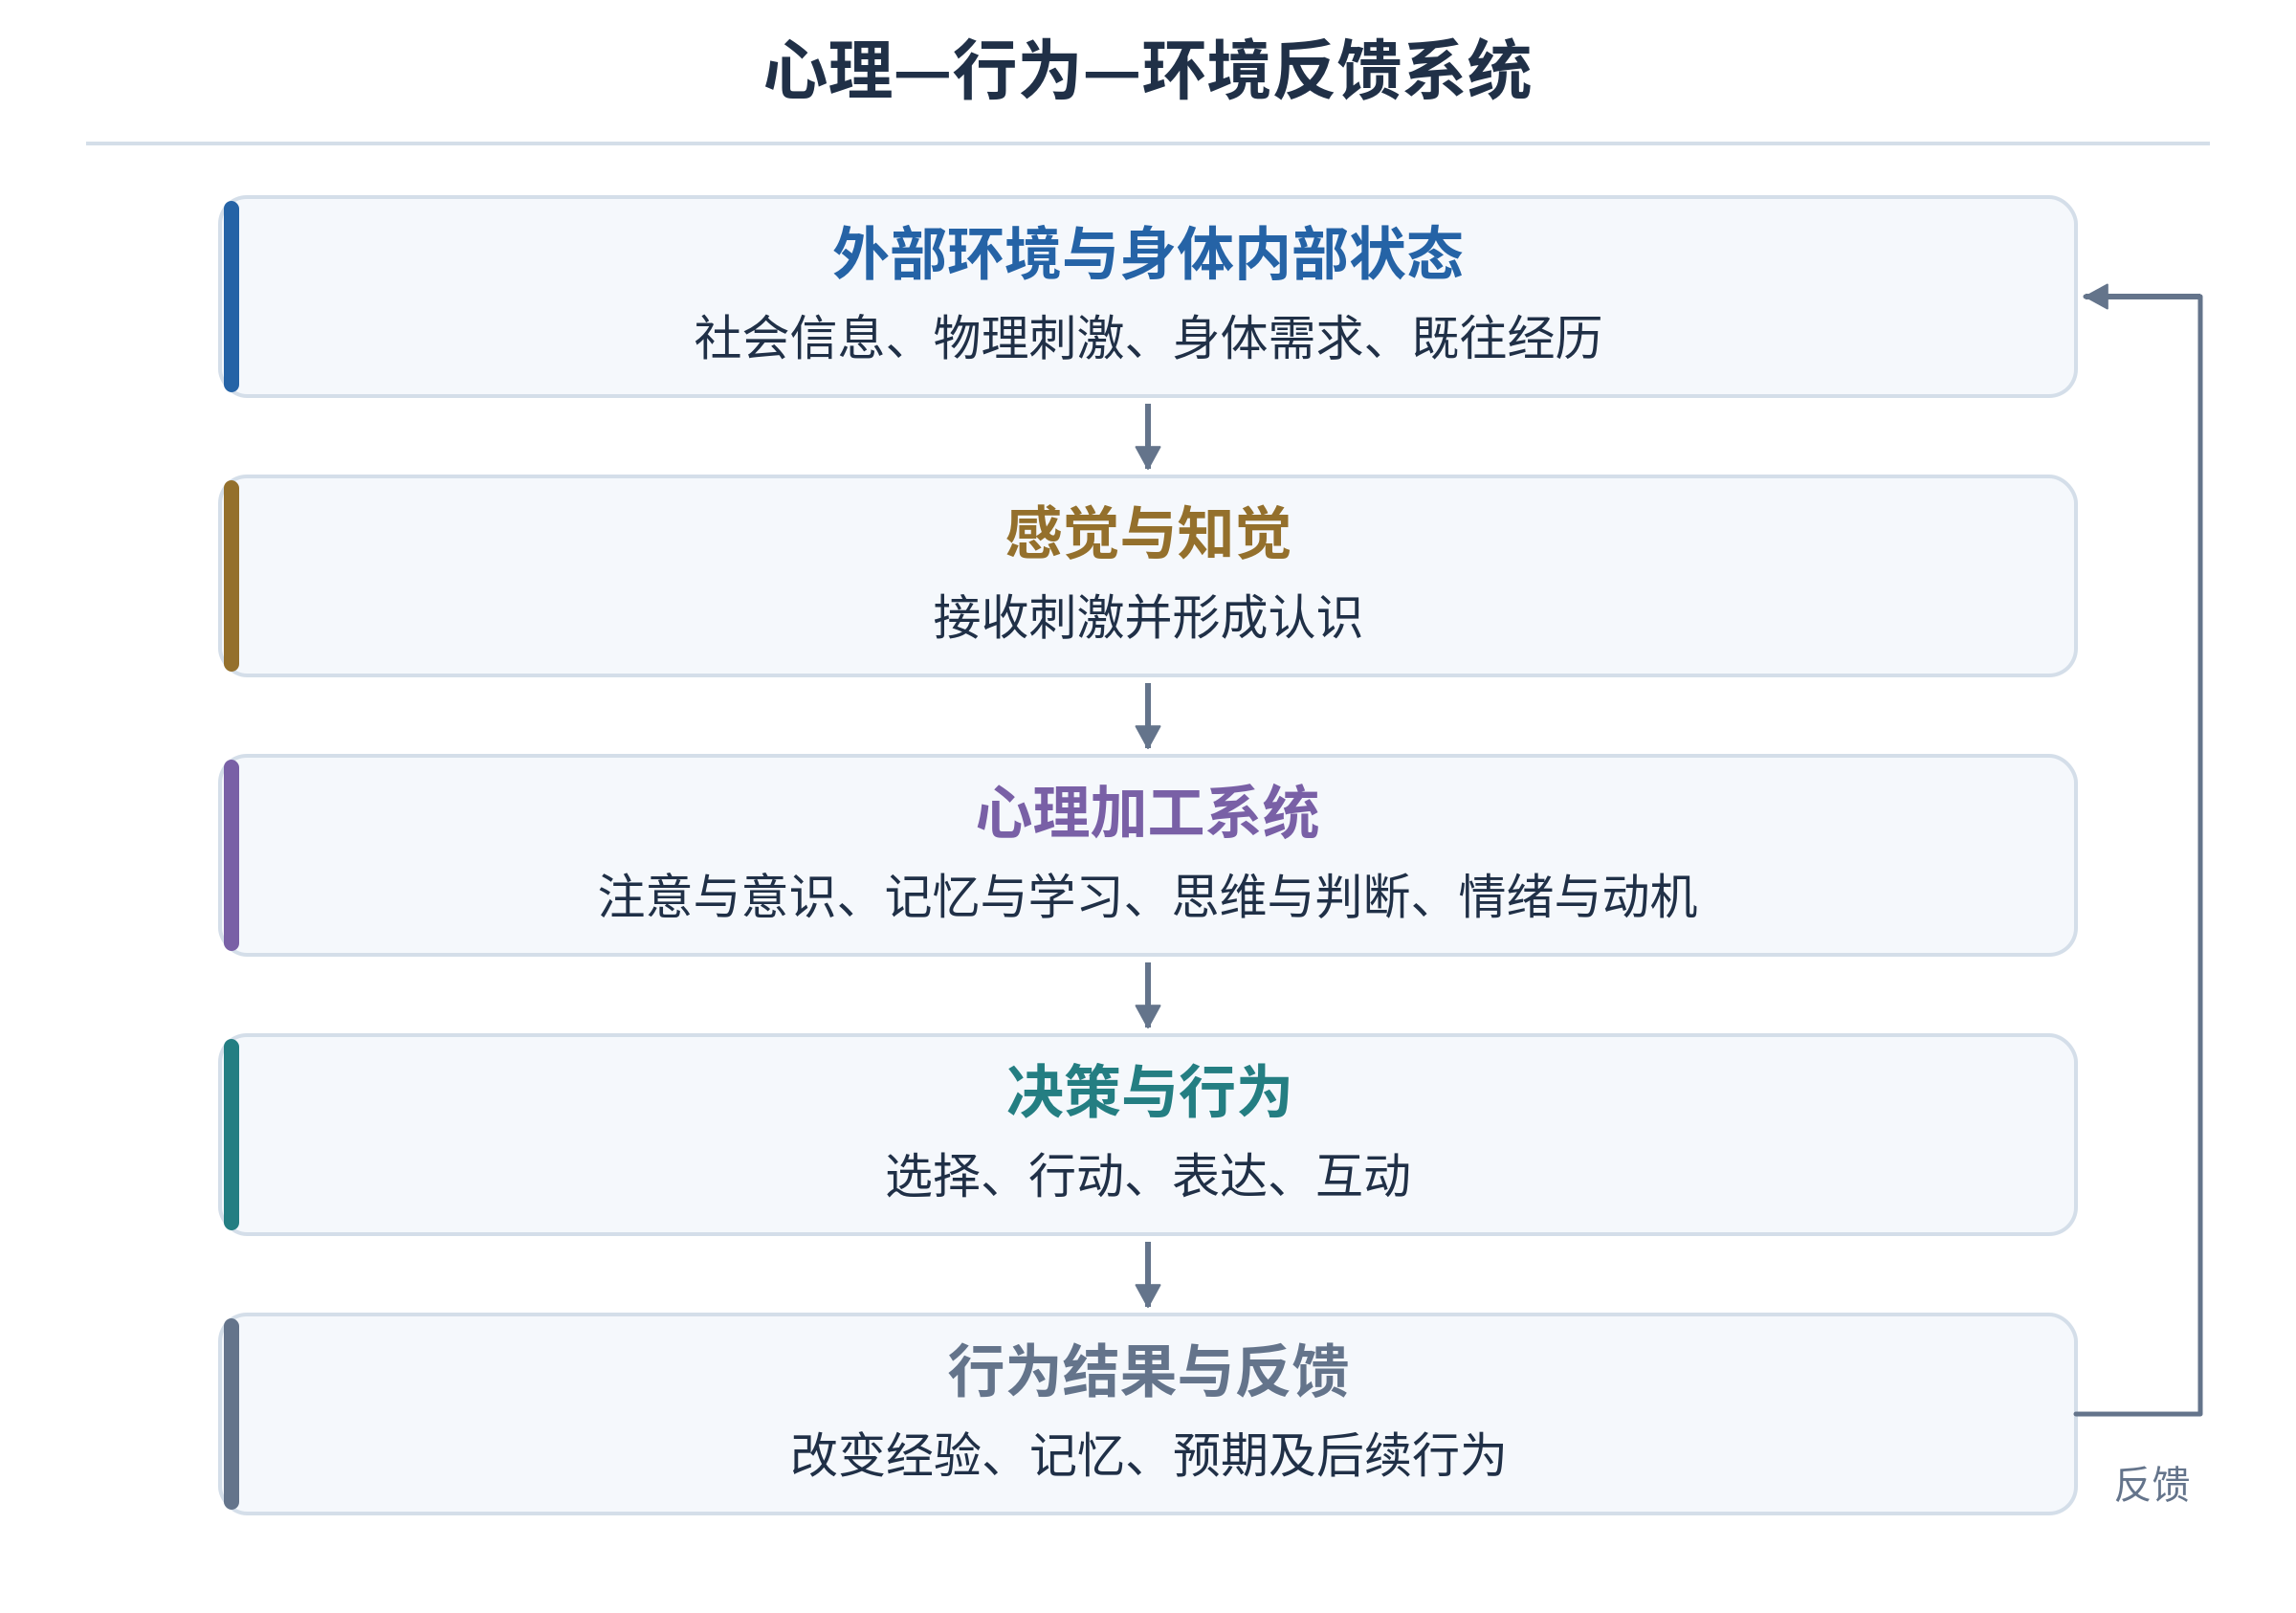 心理—行为—环境反馈系统
外部环境与身体内部状态
社会信息、物理刺激、身体需求、既往经历
感觉与知觉
接收刺激并形成认识
心理加工系统
注意与意识、记忆与学习、思维与判断、情绪与动机
决策与行为
选择、行动、表达、互动
行为结果与反馈
改变经验、记忆、预期及后续行为
反馈